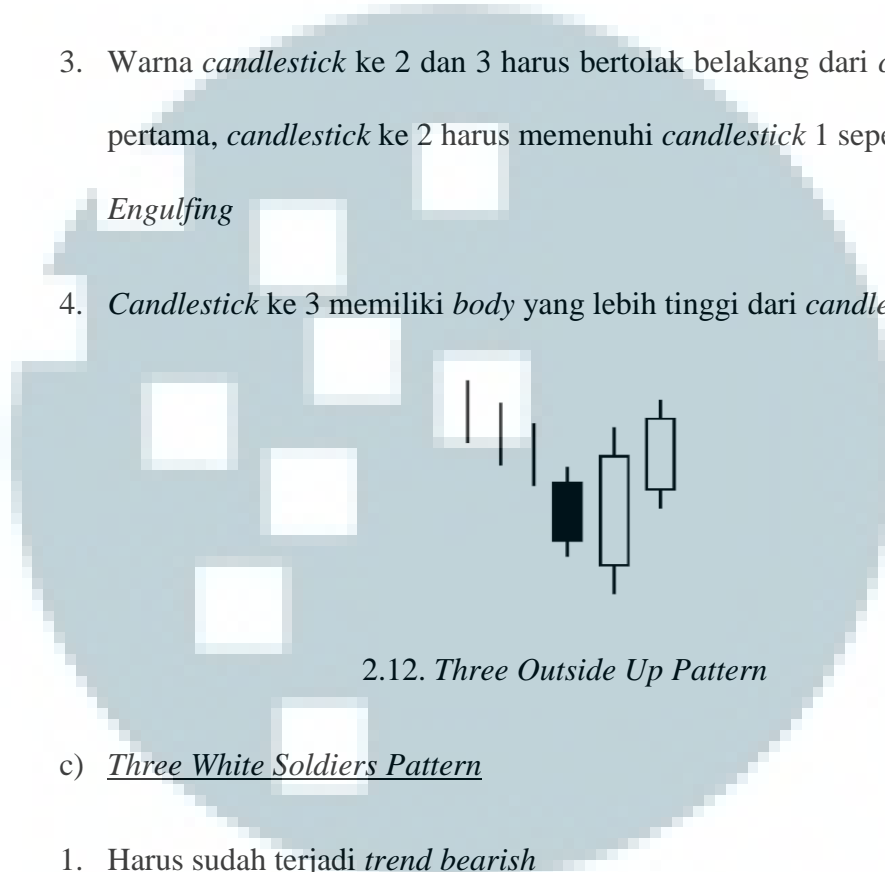 3. Warna candlestick ke 2 dan 3 harus bertolak belakang dari
pertama, candlestick ke 2 harus memenuhi candlestick 1
Engulfing
4. Candlestick ke 3 memiliki body yang lebih tinggi dari
2.12. Three Outside Up Pattern
c) Three White Soldiers Pattern
1. Harus sudah terjadi trend bearish